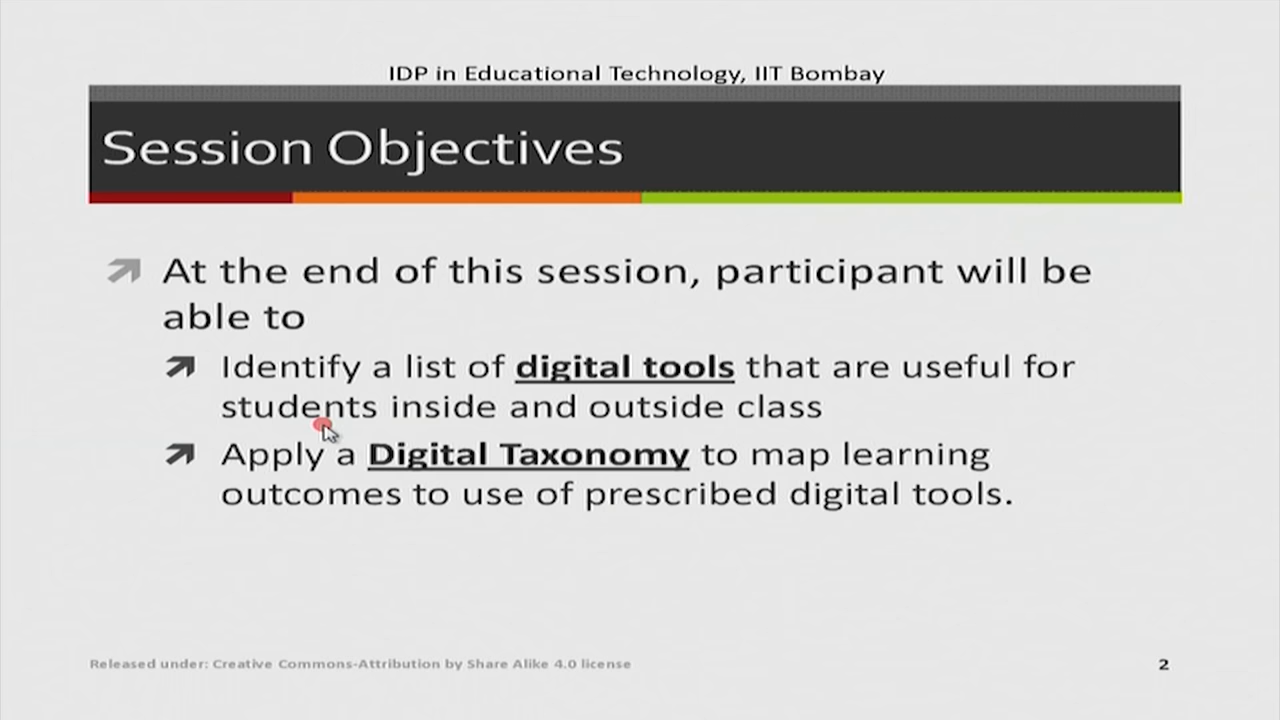 IDP in Educational Technology, IIT Bombay
Session Objectives
At the end of this session, participant will be
able to
Identify a list of digital tools that are useful for
students inside and outside class
Apply a Digital Taxonomy to map learning
outcomes to use of prescribed digital tools.
Released under: Creative Commons-Attribution by Share Alike 4.0 license
2